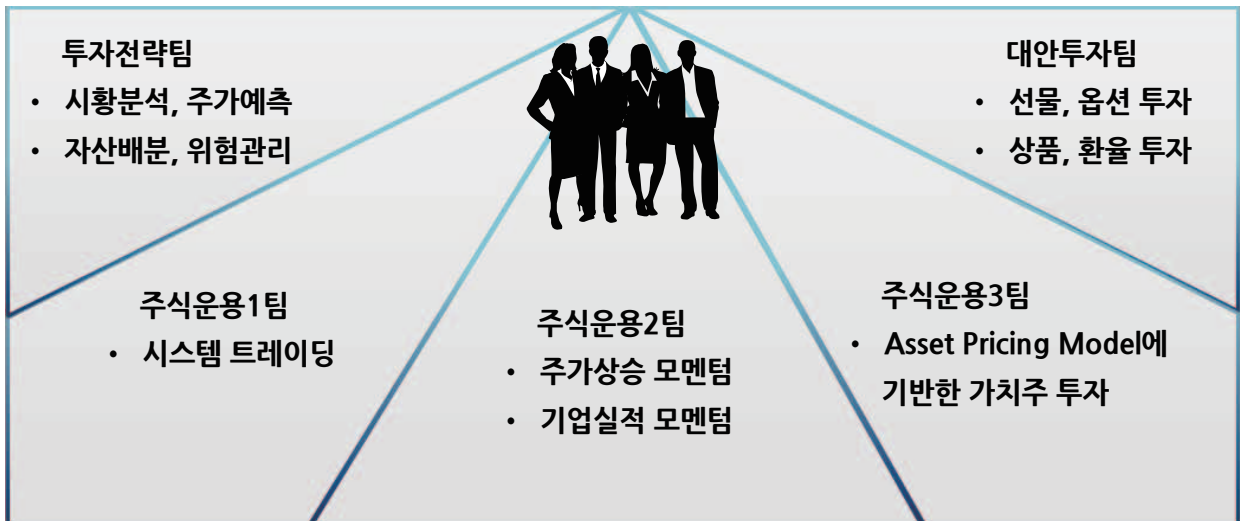 투자전략팀
• 시황분석, 주가예측
• 자산배분, 위험관리
대안투자팀
• 선물, 옵션 투자
• 상품, 환율 투자
주식운용1팀
• 시스템 트레이딩
주식운용2팀
• 주가상승 모멘텀
• 기업실적 모멘텀
주식운용3팀
• Asset Pricing Model에
기반한 가치주 투자